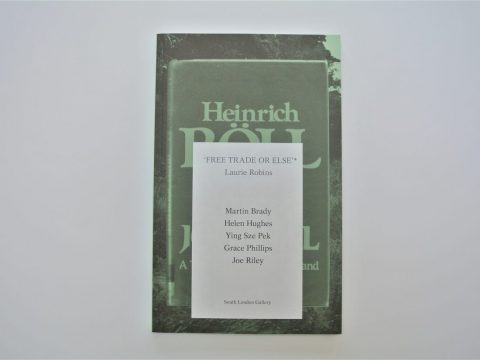 Heinrich
BÖLL
'FREE TRADE OR ELSE'*
Laurie Robins
Martin Brady
Helen Hughes
Ying Sze Pek
Grace Phillips
Joe Riley
J L
A and
South London Gallery